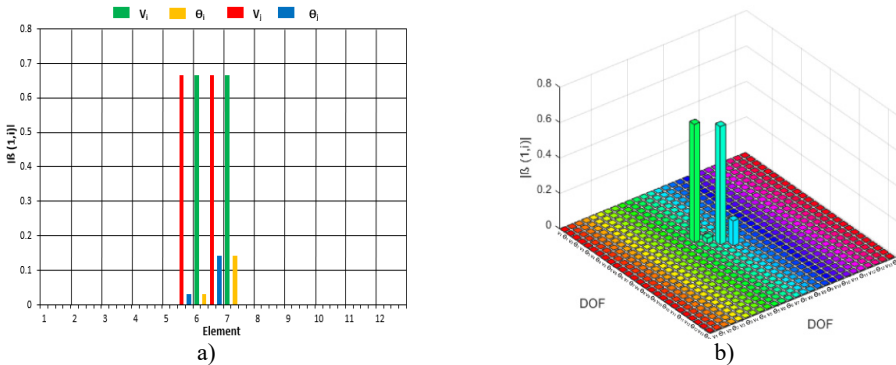 Vᵢ θᵢ Vⱼ θⱼ
0.8
0.7
0.6
0.5
0.4
0.3
0.2
0.1
0
|ß (1,i)|
1 2 3 4 5 6 7 8 9 10 11 12
Element
a)
0.8
0.6
0.4
0.2
0
|ß (1,i)|
DOF
DOF
b)